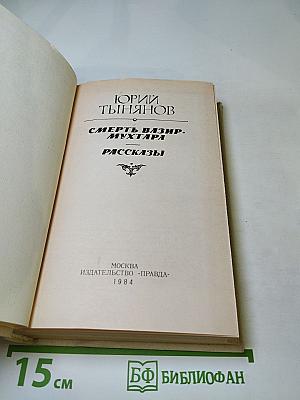 ЮРИЙ
ТЫНЯНОВ
СМЕРТЬ ВАЗИР-
МУХТАРА
РАССКАЗЫ
МОСКВА
ИЗДАТЕЛЬСТВО «ПРАВДА»
1984
15 см
БФ БИБЛИОФАН